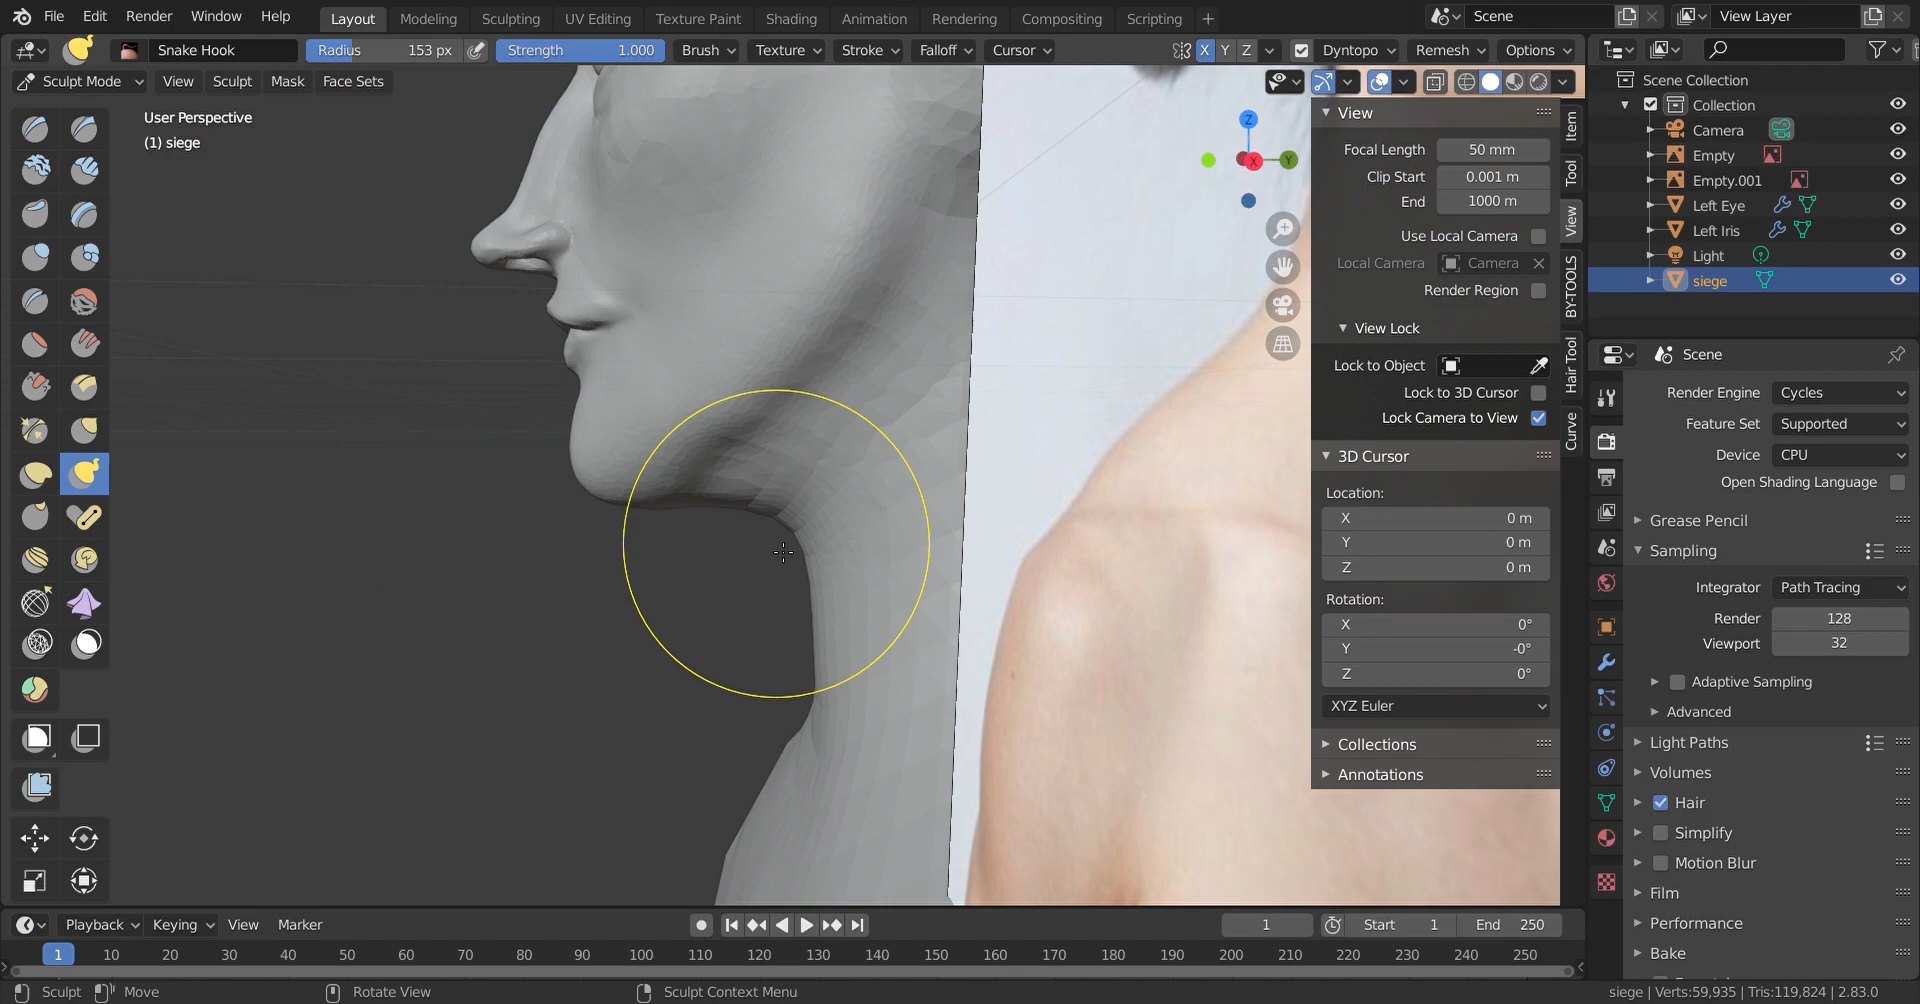 File Edit Render Window Help Layout Modeling Sculpting UV Editing Texture Paint Shading Animation Rendering Compositing Scripting + Scene View Layer
Snake Hook Radius 153 px Strength 1.000 Brush Texture Stroke Falloff Cursor X Y Z Dyntopo Remesh Options
Sculpt Mode View Sculpt Mask Face Sets
User Perspective
(1) siege
Z
X
Y
View
Focal Length 50 mm
Clip Start 0.001 m
End 1000 m
Use Local Camera
Local Camera Camera
Render Region
View Lock
Lock to Object
Lock to 3D Cursor
Lock Camera to View
3D Cursor
Location:
X 0 m
Y 0 m
Z 0 m
Rotation:
X 0°
Y -0°
Z 0°
XYZ Euler
Collections
Annotations
Item
Tool
View
BY-TOOLS
Hair Tool
Curve
Scene Collection
Collection
Camera
Empty
Empty.001
Left Eye
Left Iris
Light
siege
Scene
Render Engine Cycles
Feature Set Supported
Device CPU
Open Shading Language
Grease Pencil
Sampling
Integrator Path Tracing
Render 128
Viewport 32
Adaptive Sampling
Advanced
Light Paths
Volumes
Hair
Simplify
Motion Blur
Film
Performance
Bake
Playback Keying View Marker 1 Start 1 End 250
1 10 20 30 40 50 60 70 80 90 100 110 120 130 140 150 160 170 180 190 200 210 220 230 240 250
Sculpt Move Rotate View Sculpt Context Menu siege | Verts:59,935 | Tris:119,824 | 2.83.0